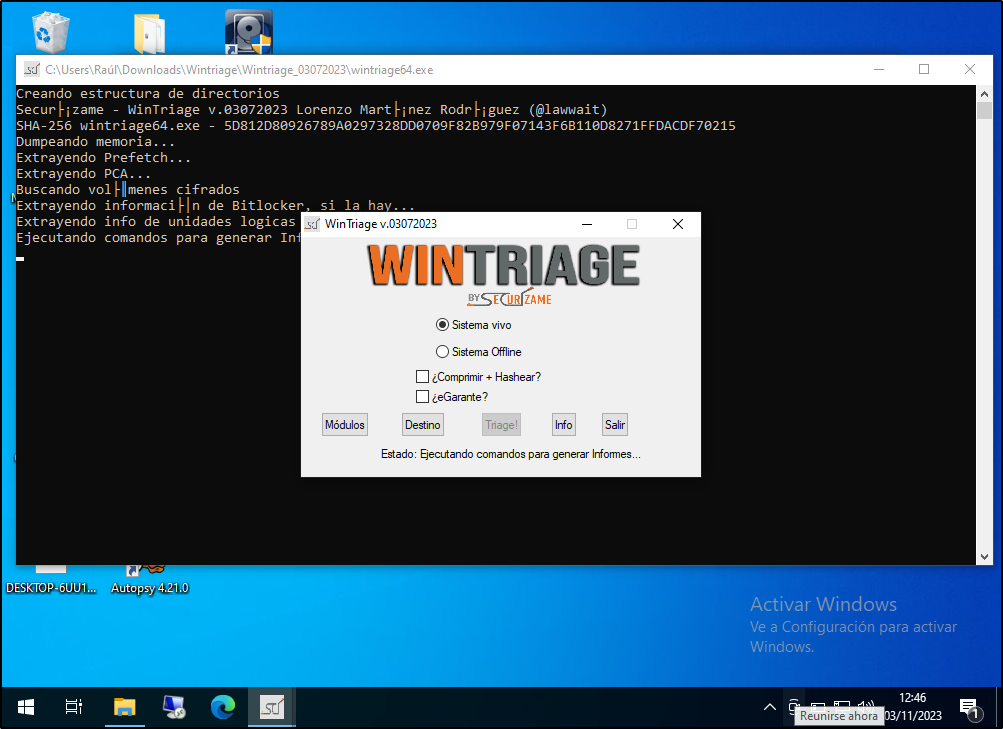 C:\Users\Raúl\Downloads\Wintriage\Wintriage_03072023\wintriage64.exe
Creando estructura de directorios
Secur├¡zame - WinTriage v.03072023 Lorenzo Mart├¡nez Rodr├¡guez (@lawwait)
SHA-256 wintriage64.exe - 5D812D80926789A0297328DD0709F82B979F07143F6B110D8271FFDACDF70215
Dumpeando memoria...
Extrayendo Prefetch...
Extrayendo PCA...
Buscando vol├║menes cifrados
Extrayendo informaci├│n de Bitlocker, si la hay...
Extrayendo info de unidades logicas
Ejecutando comandos para generar Inf
WinTriage v.03072023
WINTRIAGE
BY SECURÍZAME
Sistema vivo
Sistema Offline
¿Comprimir + Hashear?
¿eGarante?
Módulos Destino Triage! Info Salir
Estado: Ejecutando comandos para generar Informes...
DESKTOP-6UU1... Autopsy 4.21.0
Activar Windows
Ve a Configuración para activar
Windows.
12:46
Reunirse ahora 03/11/2023
1